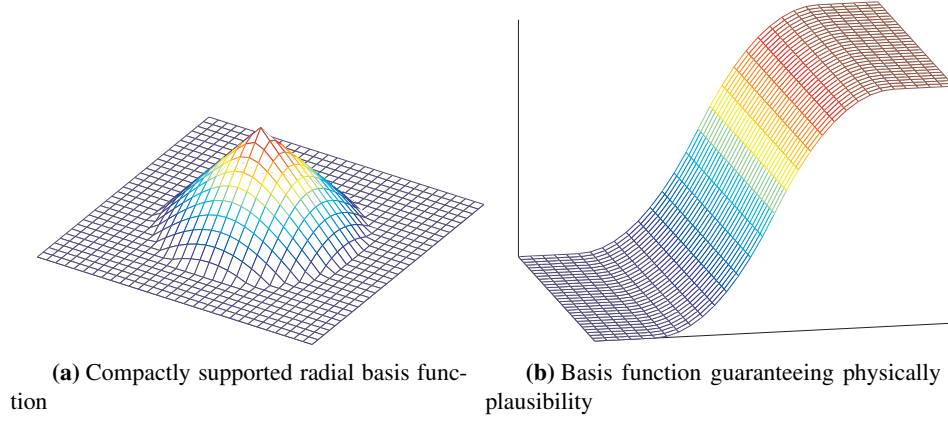 (a) Compactly supported radial basis func-
tion
(b) Basis function guaranteeing physically
plausibility